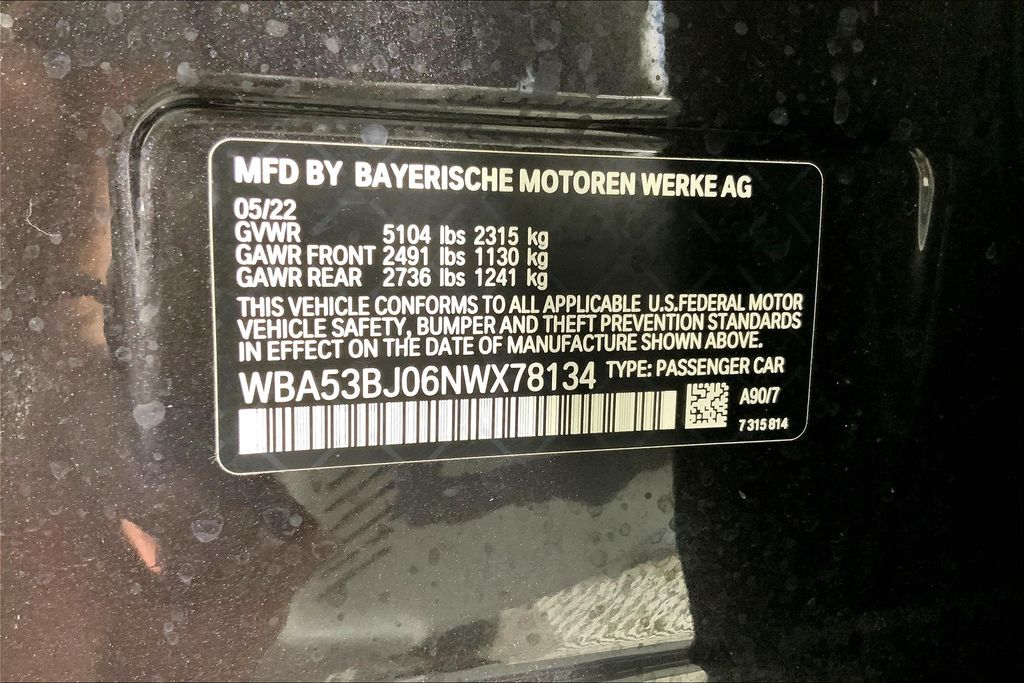 MFD BY BAYERISCHE MOTOREN WERKE AG
05/22
GVWR 5104 lbs 2315 kg
GAWR FRONT 2491 lbs 1130 kg
GAWR REAR 2736 lbs 1241 kg
THIS VEHICLE CONFORMS TO ALL APPLICABLE U.S.FEDERAL MOTOR
VEHICLE SAFETY, BUMPER AND THEFT PREVENTION STANDARDS
IN EFFECT ON THE DATE OF MANUFACTURE SHOWN ABOVE.
WBA53BJ06NWX78134 TYPE: PASSENGER CAR
A90/7
7 315 814